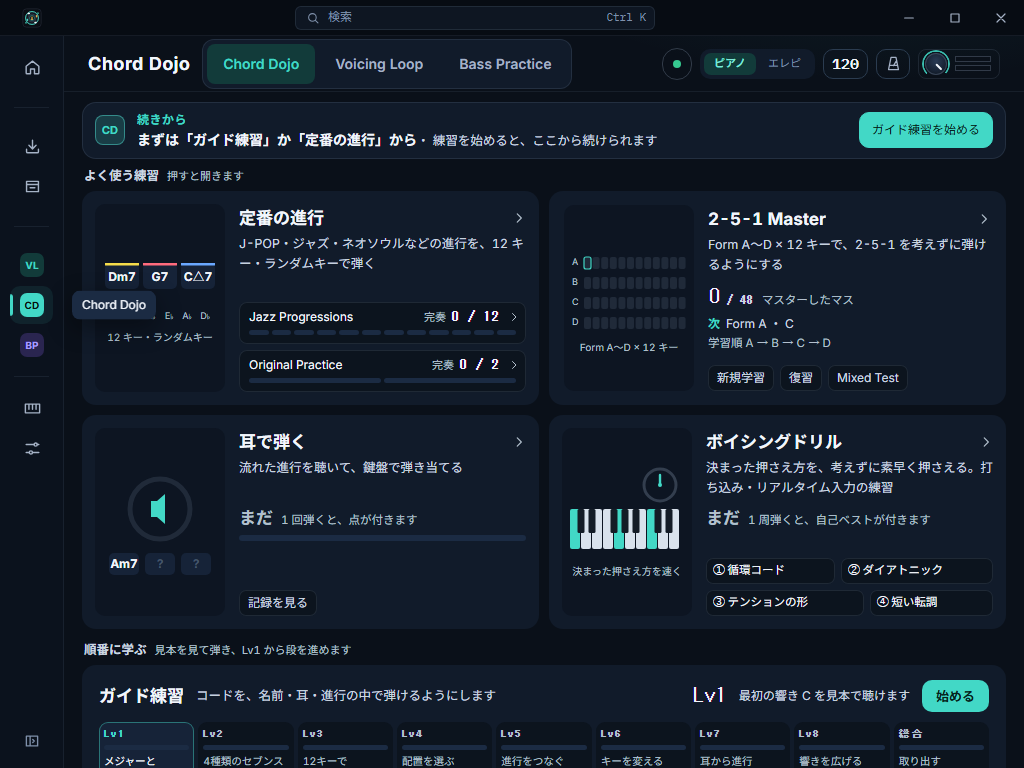 検索
Ctrl K
Chord Dojo
Chord Dojo
Voicing Loop
Bass Practice
ピアノ
エレピ
120
CD
続きから
まずは「ガイド練習」か「定番の進行」から · 練習を始めると、ここから続けられます
ガイド練習を始める
よく使う練習 押すと開きます
VL
CD
BP
Chord Dojo
定番の進行
J-POP・ジャズ・ネオソウルなどの進行を、12 キ
ー・ランダムキーで弾く
Dm7
G7
C△7
E♭ A♭ D♭
12 キー・ランダムキー
Jazz Progressions
完奏 0 / 12
Original Practice
完奏 0 / 2
2-5-1 Master
Form A〜D × 12 キーで、2-5-1 を考えずに弾け
るようにする
A
B
C
D
Form A〜D × 12 キー
0 / 48 マスターしたマス
次 Form A ・ C
学習順 A → B → C → D
新規学習
復習
Mixed Test
耳で弾く
流れた進行を聴いて、鍵盤で弾き当てる
Am7
?
?
まだ 1 回弾くと、点が付きます
記録を見る
ボイシングドリル
決まった押さえ方を、考えずに素早く押さえる。打
ち込み・リアルタイム入力の練習
決まった押さえ方を速く
まだ 1 周弾くと、自己ベストが付きます
① 循環コード
② ダイアトニック
③ テンションの形
④ 短い転調
順番に学ぶ 見本を見て弾き、Lv1 から段を進めます
ガイド練習 コードを、名前・耳・進行の中で弾けるようにします
Lv1 最初の響き C を見本で聴けます
始める
Lv1
メジャーと
Lv2
4種類のセブンス
Lv3
12キーで
Lv4
配置を選ぶ
Lv5
進行をつなぐ
Lv6
キーを変える
Lv7
耳から進行
Lv8
響きを広げる
総合
取り出す